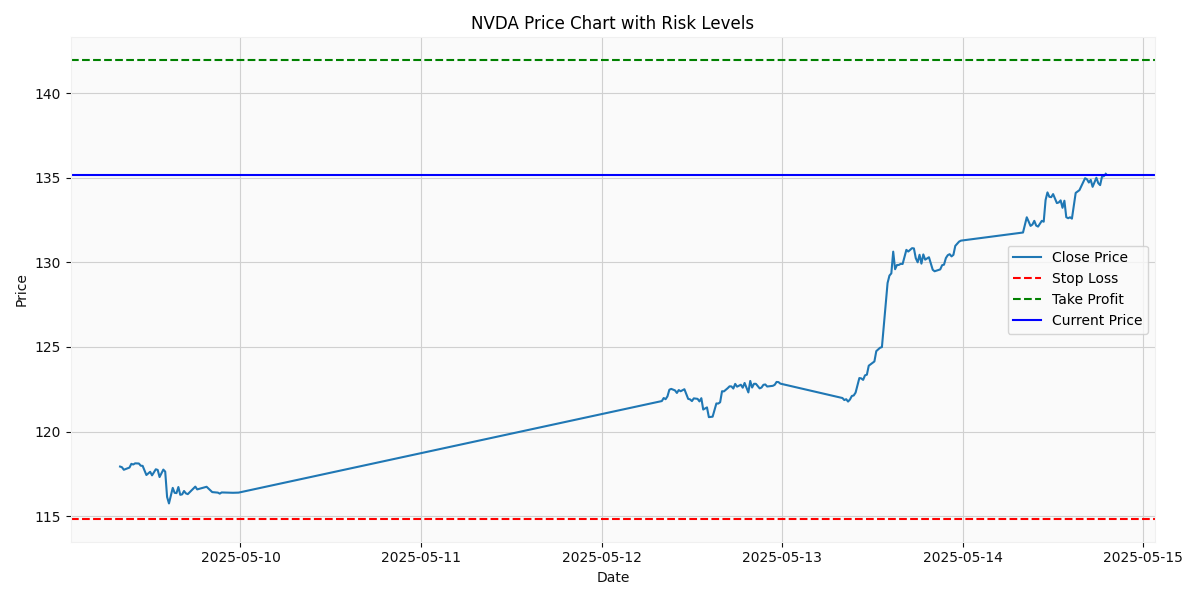 NVDA Price Chart with Risk Levels
140
135
130
125
120
115
Price
Close Price
Stop Loss
Take Profit
Current Price
2025-05-10
2025-05-11
2025-05-12
2025-05-13
2025-05-14
2025-05-15
Date